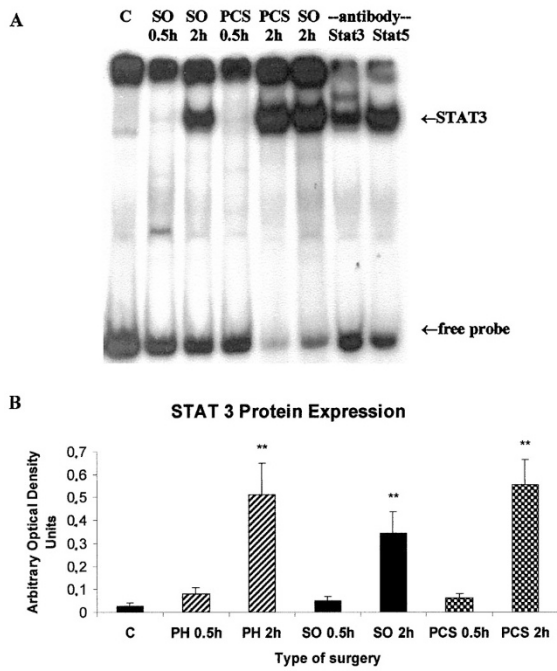 A
C SO SO PCS PCS SO --antibody--
0.5h 2h 0.5h 2h 2h Stat3 Stat5
←STAT3
←free probe
B
STAT 3 Protein Expression
Arbitrary Optical Density
Units
0,7
0,6
0,5
0,4
0,3
0,2
0,1
0
** ** **
C PH 0.5h PH 2h SO 0.5h SO 2h PCS 0.5h PCS 2h
Type of surgery